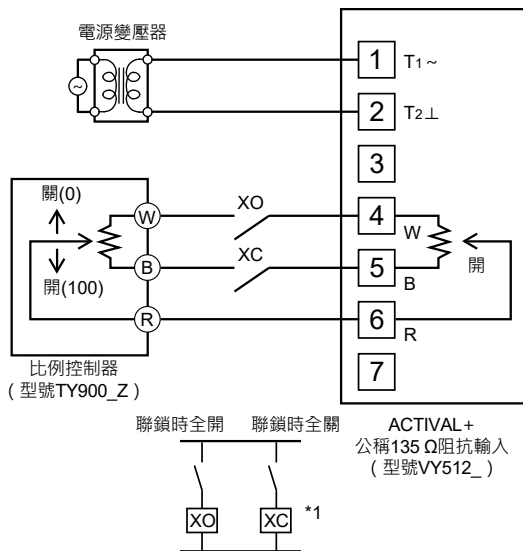 電源變壓器
~
1 T1 ~
2 T2 ⊥
3
關(0)
開(100)
W XO 4 W
B XC 5 B
開
R 6 R
7
比例控制器
(型號TY900_Z)
聯鎖時全開 聯鎖時全關
XO XC *1
ACTIVAL+
公稱135 Ω阻抗輸入
(型號VY512_)